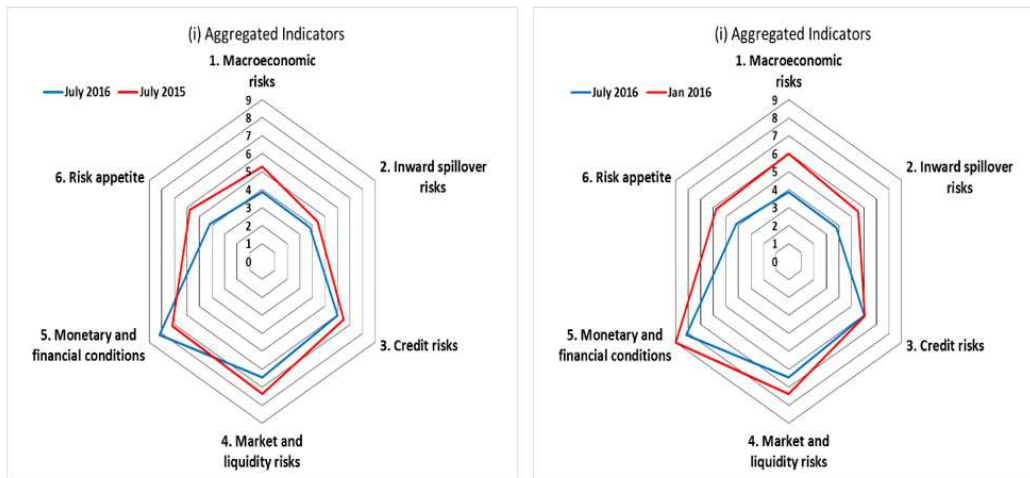 (i) Aggregated Indicators
1. Macroeconomic
risks
July 2016 July 2015
9
8
7
6
5
4
3
2
1
0
2. Inward spillover
risks
3. Credit risks
4. Market and
liquidity risks
5. Monetary and
financial conditions
6. Risk appetite
(i) Aggregated Indicators
1. Macroeconomic
risks
July 2016 Jan 2016
9
8
7
6
5
4
3
2
1
0
2. Inward spillover
risks
3. Credit risks
4. Market and
liquidity risks
5. Monetary and
financial conditions
6. Risk appetite